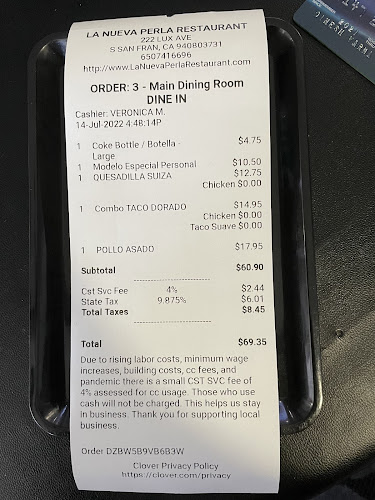 LA NUEVA PERLA RESTAURANT
222 LUX AVE
S SAN FRAN, CA 940803731
6507416696
http://www.LaNuevaPerlaRestaurant.com
ORDER: 3 - Main Dining Room
DINE IN
Cashier: VERONICA M.
14-Jul-2022 4:48:14P
1 Coke Bottle / Botella - $4.75
Large
1 Modelo Especial Personal $10.50
1 QUESADILLA SUIZA $12.75
Chicken $0.00
1 Combo TACO DORADO $14.95
Chicken $0.00
Taco Suave $0.00
1 POLLO ASADO $17.95
Subtotal $60.90
Cst Svc Fee 4% $2.44
State Tax 9.875% $6.01
Total Taxes $8.45
Total $69.35
Due to rising labor costs, minimum wage
increases, building costs, cc fees, and
pandemic there is a small CST SVC fee of
4% assessed for cc usage. Those who use
cash will not be charged. This helps us stay
in business. Thank you for supporting local
business.
Order DZBW5B9VB6B3W
Clover Privacy Policy
https://clover.com/privacy